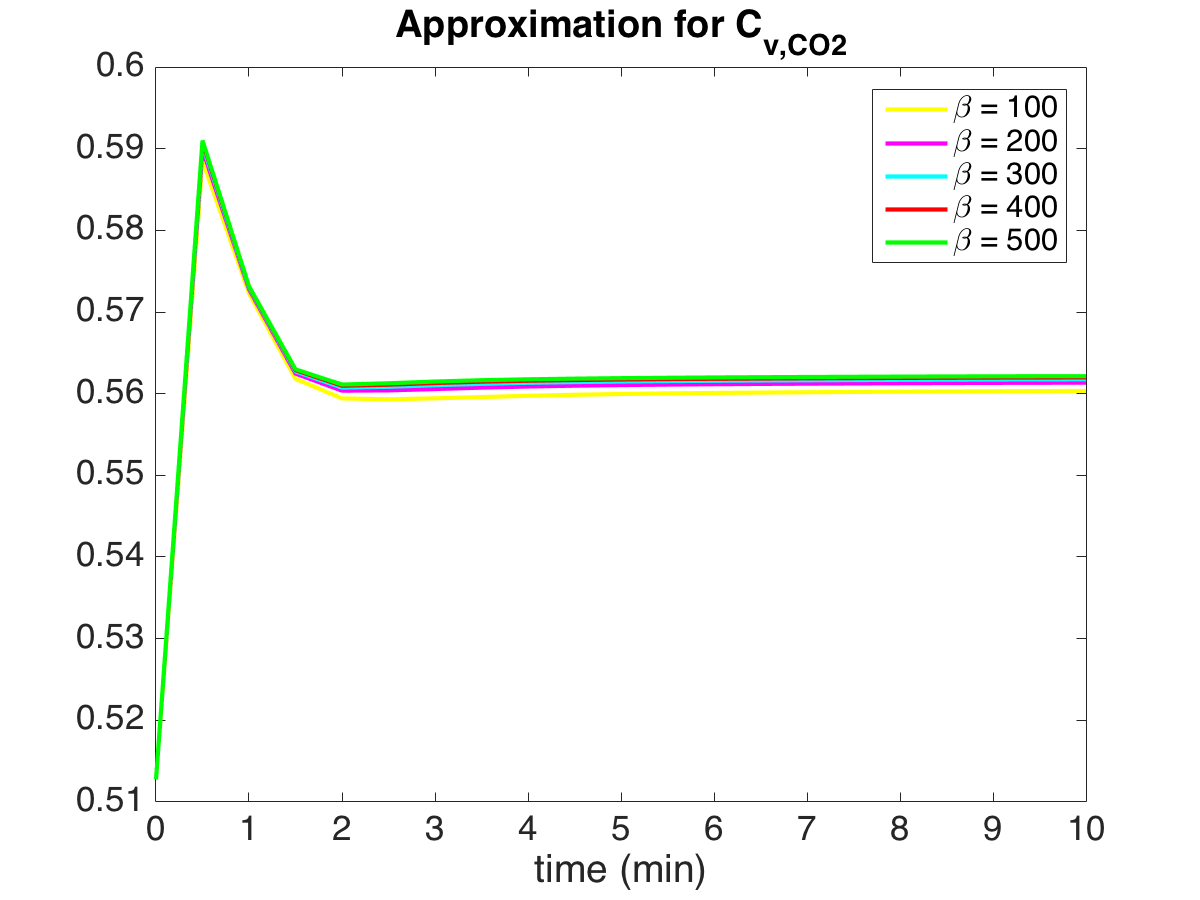 Approximation for C_v,CO2
0.6
0.59
0.58
0.57
0.56
0.55
0.54
0.53
0.52
0.51
β = 100
β = 200
β = 300
β = 400
β = 500
0 1 2 3 4 5 6 7 8 9 10
time (min)